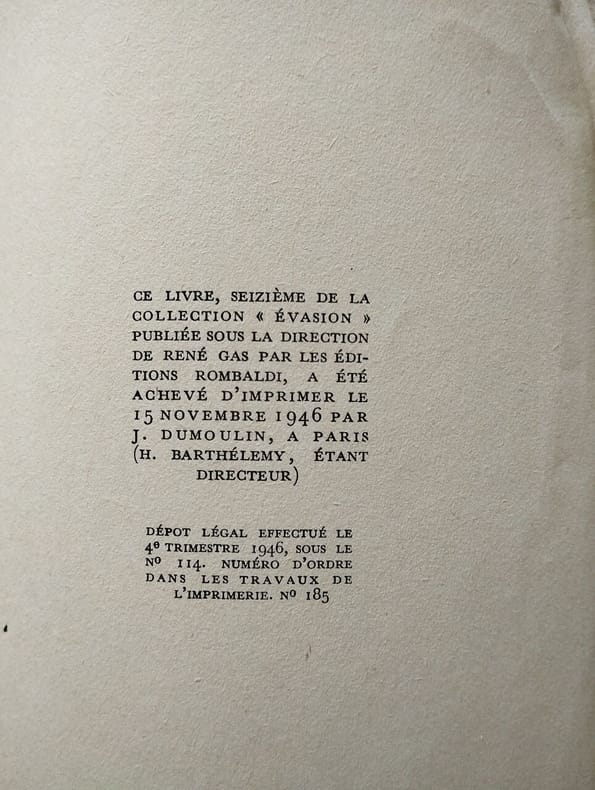 CE LIVRE, SEIZIÈME DE LA
COLLECTION « ÉVASION »
PUBLIÉE SOUS LA DIRECTION
DE RENÉ GAS PAR LES ÉDI-
TIONS ROMBALDI, A ÉTÉ
ACHEVÉ D'IMPRIMER LE
15 NOVEMBRE 1946 PAR
J. DUMOULIN, A PARIS
(H. BARTHÉLEMY, ÉTANT
DIRECTEUR)
DÉPOT LÉGAL EFFECTUÉ LE
4e TRIMESTRE 1946, SOUS LE
No 114. NUMÉRO D'ORDRE
DANS LES TRAVAUX DE
L'IMPRIMERIE. No 185